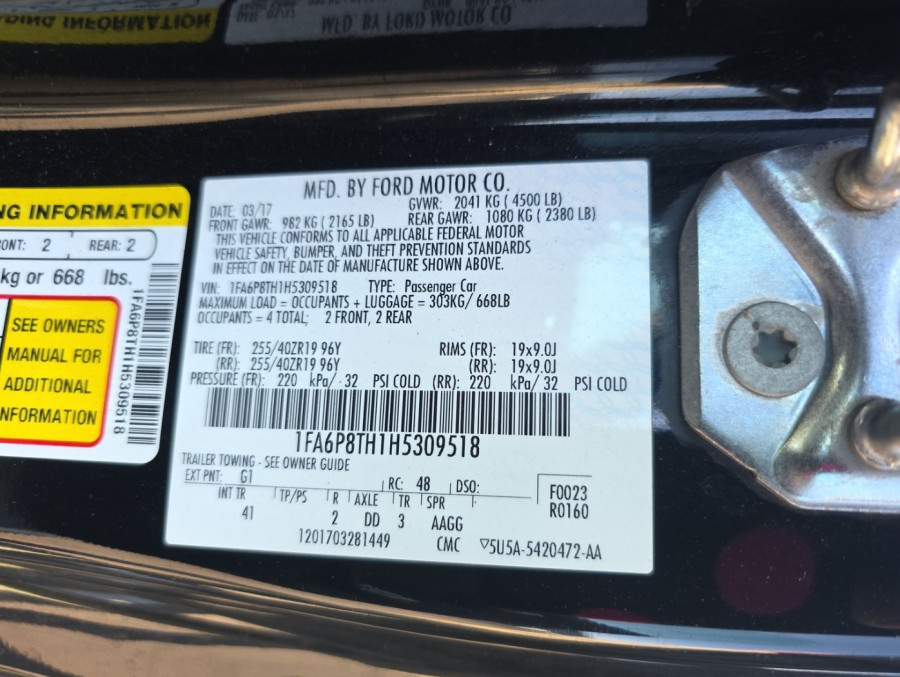 MFD. BY FORD MOTOR CO
NG INFORMATION
ONT: 2 REAR: 2
kg or 668 lbs.
SEE OWNERS
MANUAL FOR
ADDITIONAL
NFORMATION
1FA6P8TH1H5309518
MFD. BY FORD MOTOR CO.
DATE: 03/17 GVWR: 2041 KG ( 4500 LB)
FRONT GAWR: 982 KG ( 2165 LB) REAR GAWR: 1080 KG ( 2380 LB)
THIS VEHICLE CONFORMS TO ALL APPLICABLE FEDERAL MOTOR
VEHICLE SAFETY, BUMPER, AND THEFT PREVENTION STANDARDS
IN EFFECT ON THE DATE OF MANUFACTURE SHOWN ABOVE.
VIN: 1FA6P8TH1H5309518 TYPE: Passenger Car
MAXIMUM LOAD = OCCUPANTS + LUGGAGE = 303KG/ 668LB
OCCUPANTS = 4 TOTAL; 2 FRONT, 2 REAR
TIRE (FR): 255/40ZR19 96Y RIMS (FR): 19x9.0J
(RR): 255/40ZR19 96Y (RR): 19x9.0J
PRESSURE (FR): 220 kPa/ 32 PSI COLD (RR): 220 kPa/ 32 PSI COLD
1FA6P8TH1H5309518
TRAILER TOWING - SEE OWNER GUIDE
EXT PNT: G1 RC: 48 DSO: F0023
INT TR TP/PS R AXLE TR SPR R0160
41 2 DD 3 AAGG
1201703281449 CMC ▽5U5A-5420472-AA